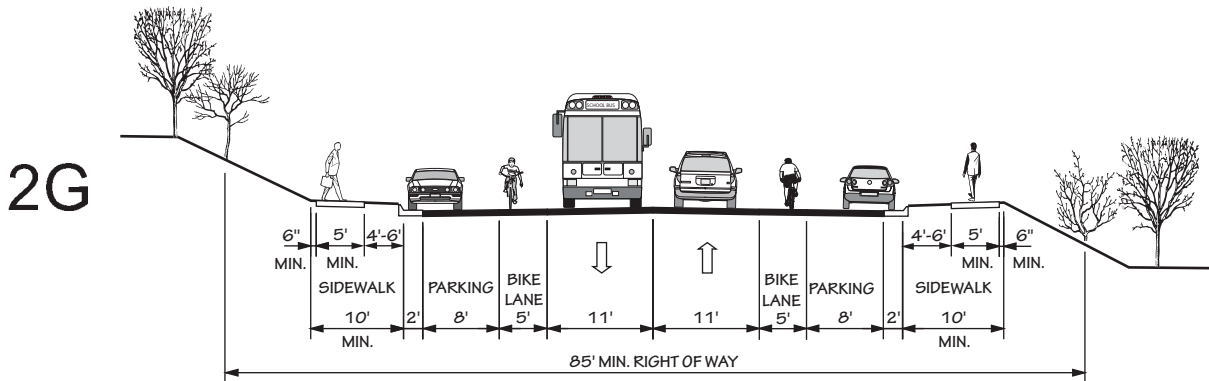 SCHOOL BUS
2G
6" 5' 4'-6' 4'-6' 5' 6"
MIN. MIN. MIN. MIN.
SIDEWALK PARKING BIKE LANE BIKE LANE PARKING SIDEWALK
10' 2' 8' 5' 11' 11' 5' 8' 2' 10'
MIN. MIN.
85' MIN. RIGHT OF WAY